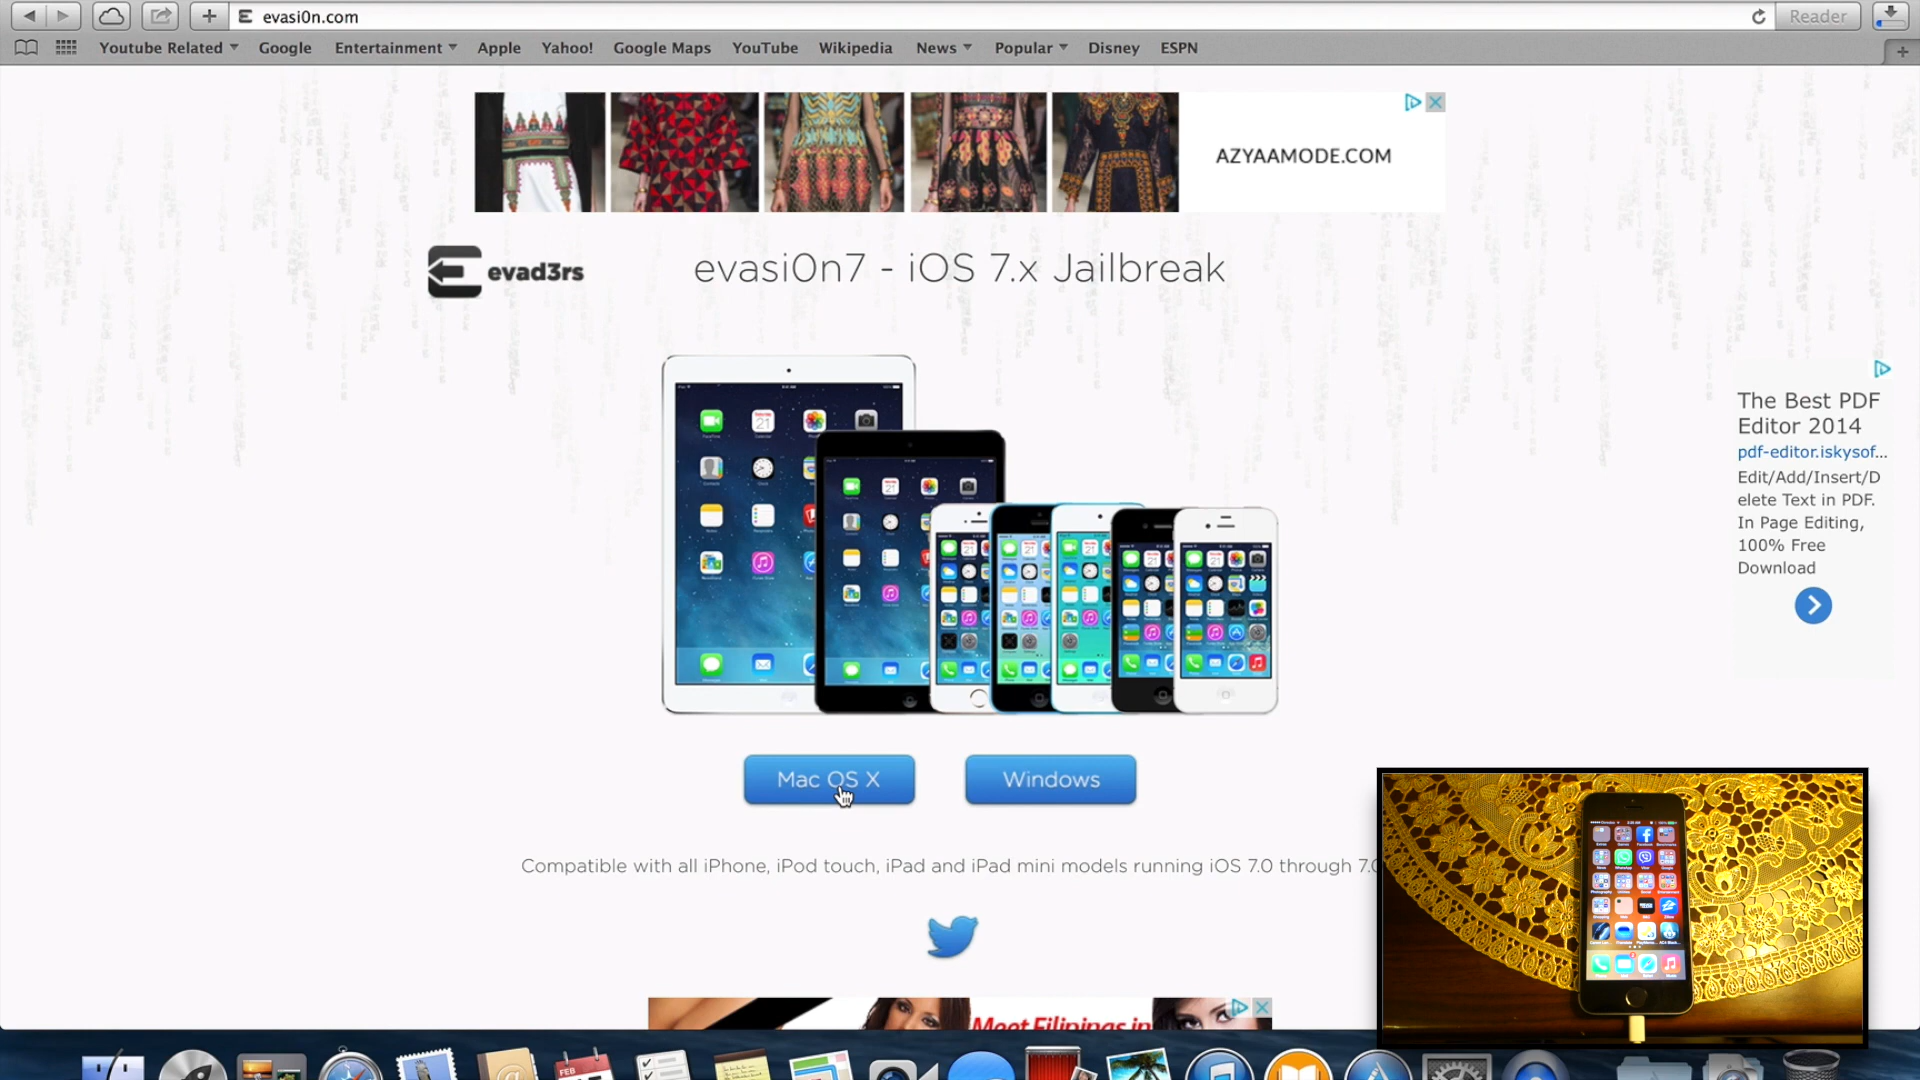 evasi0n.com
Reader
Youtube Related
Google
Entertainment
Apple
Yahoo!
Google Maps
YouTube
Wikipedia
News
Popular
Disney
ESPN
AZYAAMODE.COM
evad3rs
evasi0n7 - iOS 7.x Jailbreak
The Best PDF
Editor 2014
pdf-editor.iskysof...
Edit/Add/Insert/D
elete Text in PDF.
In Page Editing,
100% Free
Download
Mac OS X
Windows
Compatible with all iPhone, iPod touch, iPad and iPad mini models running iOS 7.0 through 7.0
Meet Filipinas in
FEB